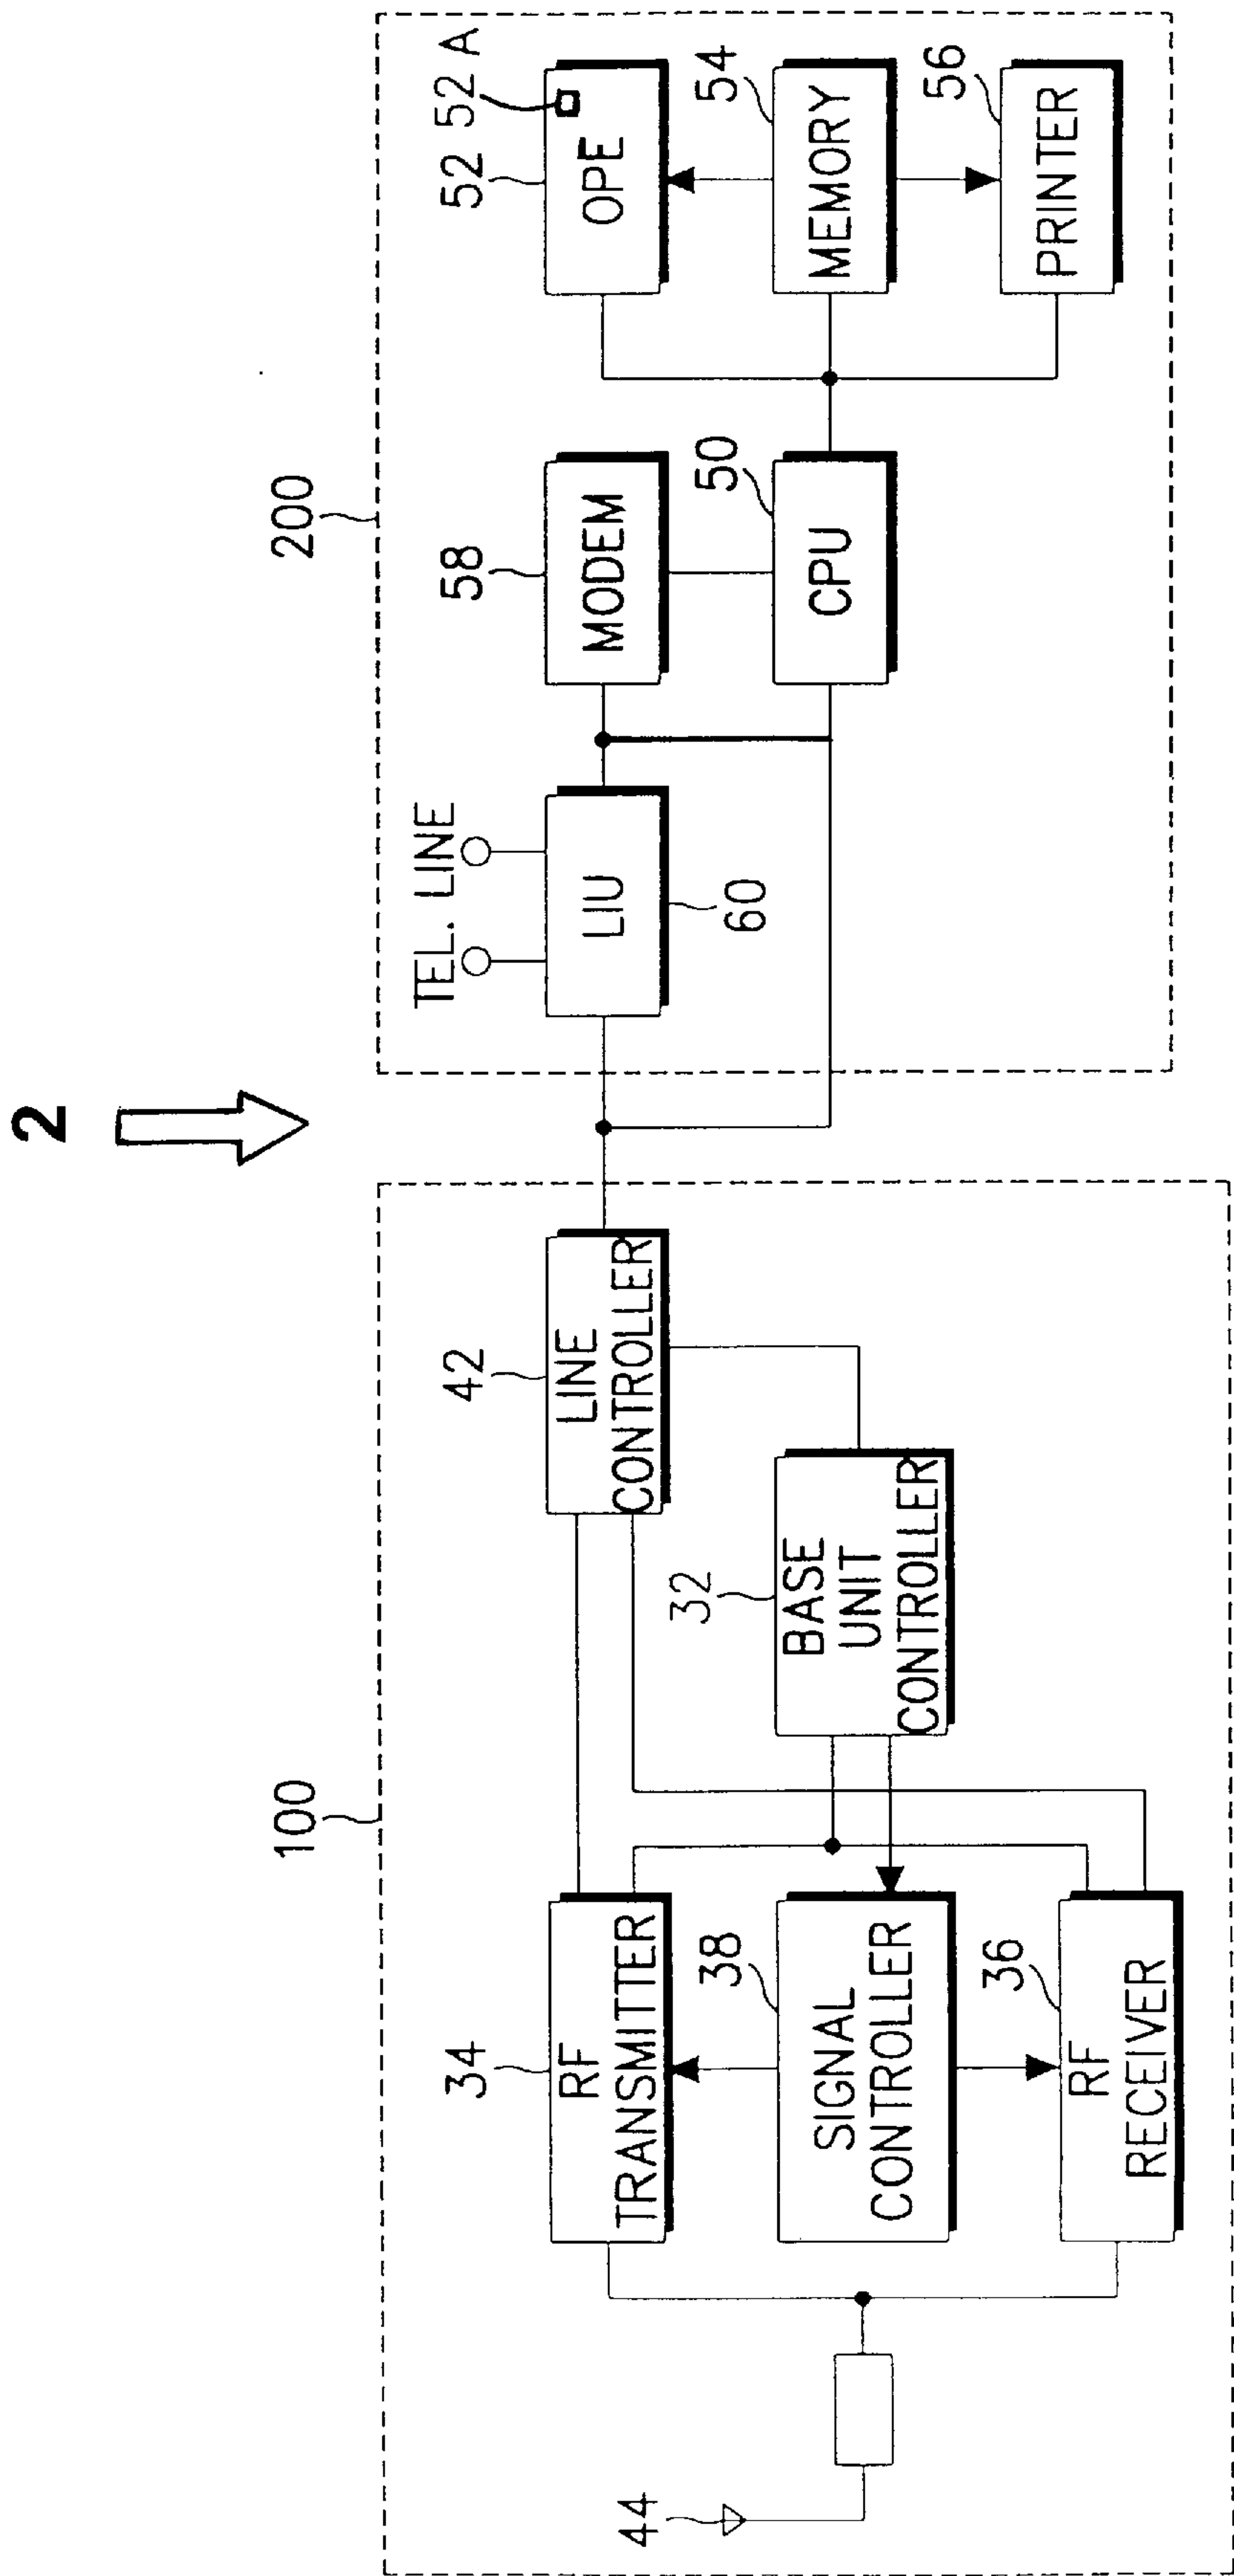 2
100
200
44
34
RF
TRANSMITTER
38
SIGNAL
CONTROLLER
36
RF
RECEIVER
32
BASE
UNIT
CONTROLLER
42
LINE
CONTROLLER
TEL. LINE
LIU
60
58
MODEM
50
CPU
52
52 A
OPE
54
MEMORY
56
PRINTER